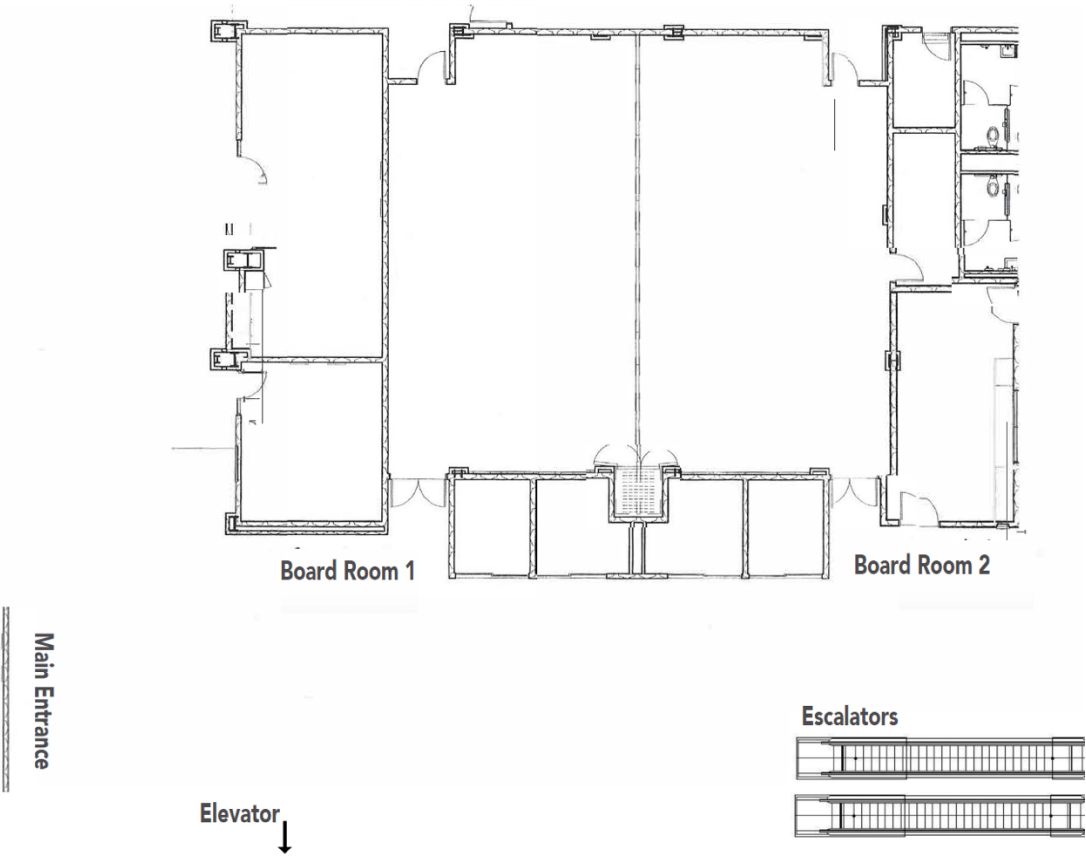 Board Room 1
Board Room 2
Main Entrance
Escalators
Elevator